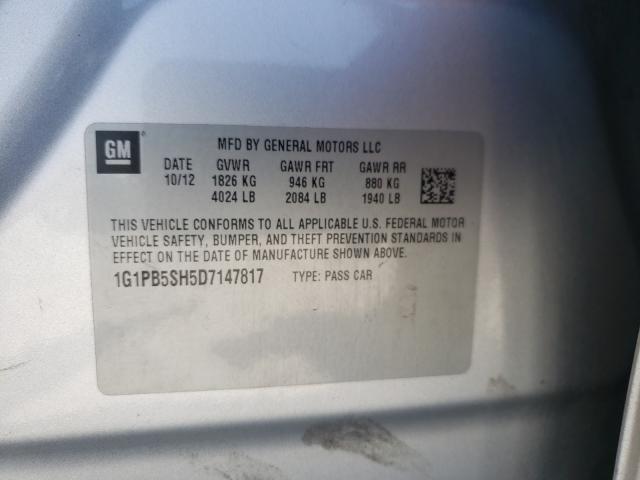 GM ®
MFD BY GENERAL MOTORS LLC
DATE GVWR GAWR FRT GAWR RR
10/12 1826 KG 946 KG 880 KG
4024 LB 2084 LB 1940 LB
THIS VEHICLE CONFORMS TO ALL APPLICABLE U.S. FEDERAL MOTOR
VEHICLE SAFETY, BUMPER, AND THEFT PREVENTION STANDARDS IN
EFFECT ON THE DATE OF MANUFACTURE SHOWN ABOVE.
1G1PB5SH5D7147817 TYPE: PASS CAR